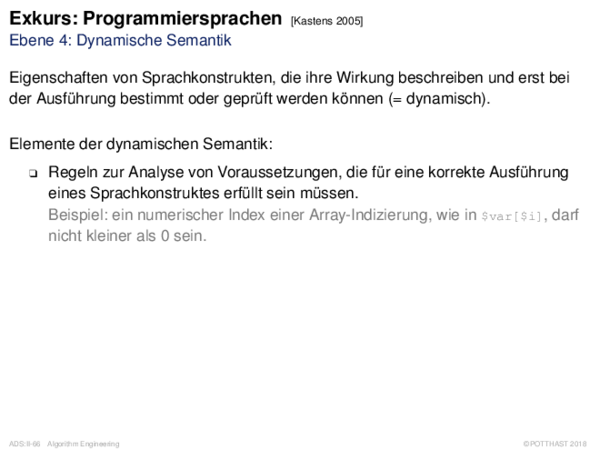 Exkurs: Programmiersprachen [Kastens 2005]
Ebene 4: Dynamische Semantik
Eigenschaften von Sprachkonstrukten, die ihre Wirkung beschreiben und erst bei
der Ausführung bestimmt oder geprüft werden können (= dynamisch).
Elemente der dynamischen Semantik:
❑ Regeln zur Analyse von Voraussetzungen, die für eine korrekte Ausführung
eines Sprachkonstruktes erfüllt sein müssen.
Beispiel: ein numerischer Index einer Array-Indizierung, wie in $var[$i], darf
nicht kleiner als 0 sein.
ADS:II-66 Algorithm Engineering ©POTTHAST 2018